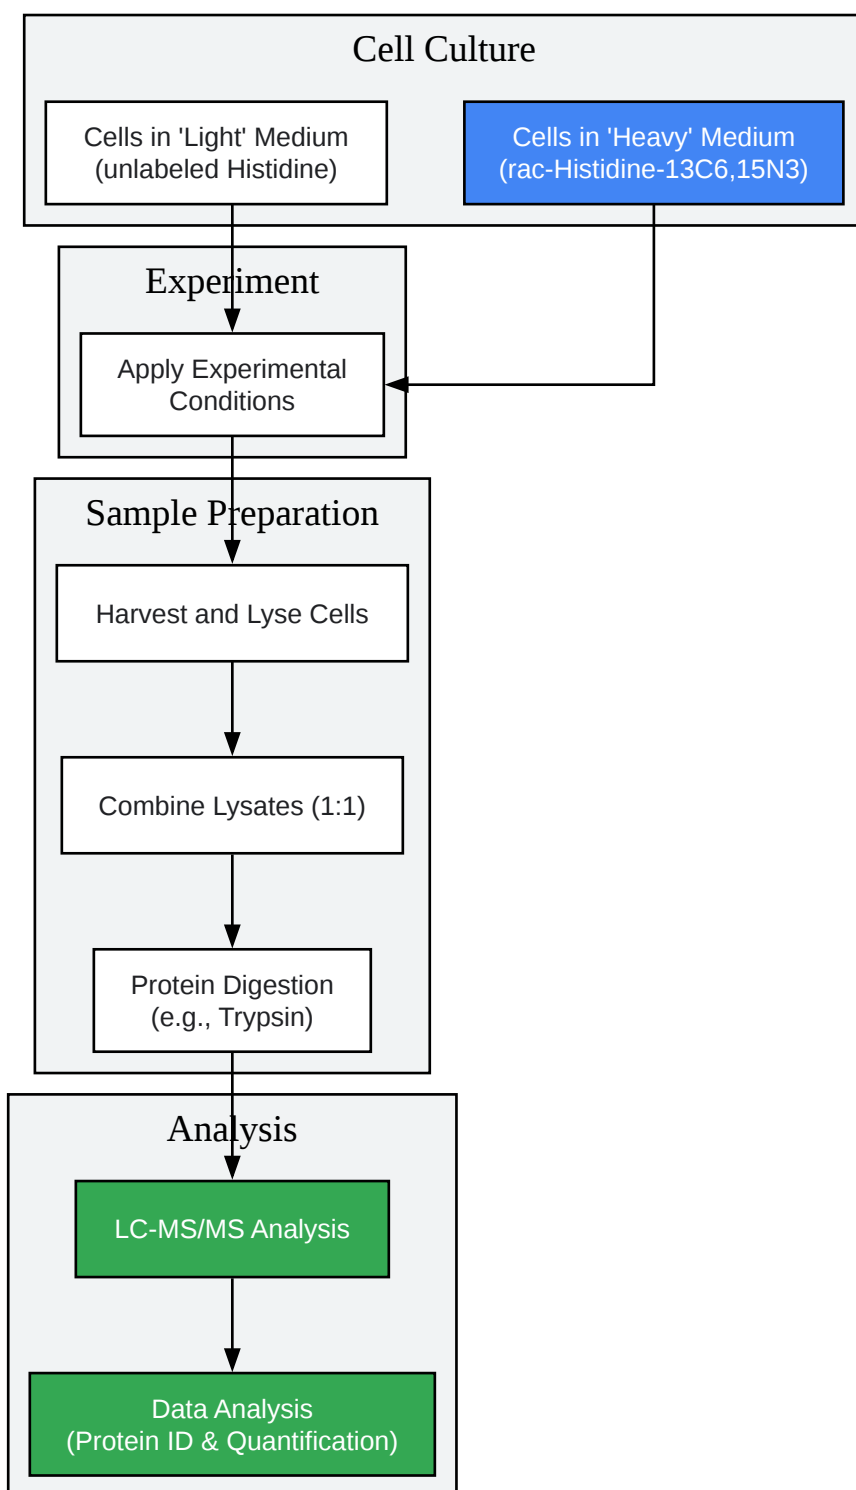 Cell Culture
Cells in 'Light' Medium
(unlabeled Histidine)
Cells in 'Heavy' Medium
(rac-Histidine-13C6,15N3)
Experiment
Apply Experimental
Conditions
Sample Preparation
Harvest and Lyse Cells
Combine Lysates (1:1)
Protein Digestion
(e.g., Trypsin)
Analysis
LC-MS/MS Analysis
Data Analysis
(Protein ID & Quantification)